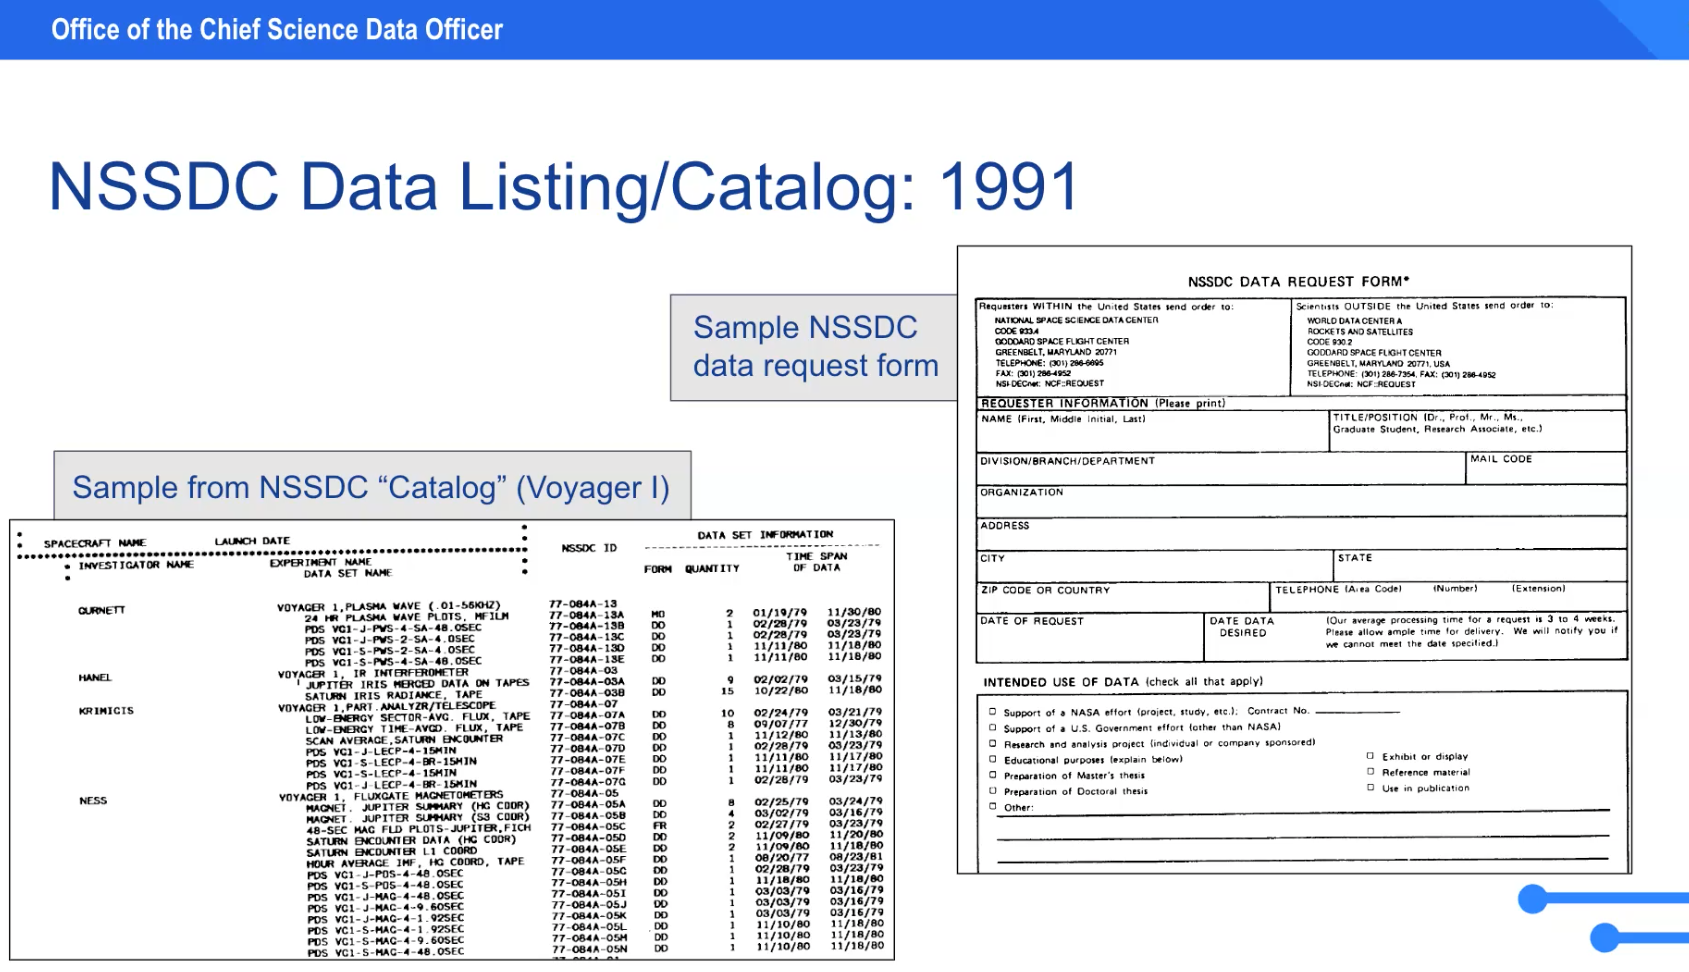 Office of the Chief Science Data Officer
NSSDC Data Listing/Catalog: 1991
Sample NSSDC
data request form
Sample from NSSDC “Catalog” (Voyager I)
SPACECRAFT NAME LAUNCH DATE
INVESTIGATOR NAME EXPERIMENT NAME
DATA SET NAME
NSSDC ID
DATA SET INFORMATION
FORM QUANTITY TIME SPAN
OF DATA
GURNETT VOYAGER 1,PLASMA WAVE (.01-56KHZ) 77-084A-13
24 HR PLASMA WAVE PLOTS, MFILM 77-084A-13A MO 2 01/19/79 11/30/80
PDS VG1-J-PWS-4-SA-48.0SEC 77-084A-13B DD 1 02/28/79 03/23/79
PDS VG1-J-PWS-2-SA-4.0SEC 77-084A-13C DD 1 02/28/79 03/23/79
PDS VG1-S-PWS-2-SA-4.0SEC 77-084A-13D DD 1 11/11/80 11/18/80
PDS VG1-S-PWS-4-SA-48.0SEC 77-084A-13E DD 1 11/11/80 11/18/80
HANEL VOYAGER 1, IR INTERFEROMETER 77-084A-03
JUPITER IRIS MERGED DATA ON TAPES 77-084A-03A DD 9 02/02/79 03/15/79
SATURN IRIS RADIANCE, TAPE 77-084A-03B DD 15 10/22/80 11/18/80
KRIMIGIS VOYAGER 1,PART.ANALYZR/TELESCOPE 77-084A-07
LOW-ENERGY SECTOR-AVG. FLUX, TAPE 77-084A-07A DD 10 02/24/79 03/21/79
LOW-ENERGY TIME-AVGD. FLUX, TAPE 77-084A-07B DD 8 09/07/77 12/30/79
SCAN AVERAGE,SATURN ENCOUNTER 77-084A-07C DD 1 11/12/80 11/13/80
PDS VG1-J-LECP-4-15MIN 77-084A-07D DD 1 02/28/79 03/23/79
PDS VG1-S-LECP-4-BR-15MIN 77-084A-07E DD 1 11/11/80 11/17/80
PDS VG1-S-LECP-4-15MIN 77-084A-07F DD 1 11/11/80 11/17/80
PDS VG1-J-LECP-4-BR-15MIN 77-084A-07G DD 1 02/28/79 03/23/79
NESS VOYAGER 1, FLUXGATE MAGNETOMETERS 77-084A-05
MAGNET. JUPITER SUMMARY (HG COOR) 77-084A-05A DD 8 02/25/79 03/24/79
MAGNET. JUPITER SUMMARY (S3 COOR) 77-084A-05B DD 4 03/02/79 03/16/79
48-SEC MAG FLD PLOTS-JUPITER,FICH 77-084A-05C FR 2 02/27/79 03/23/79
SATURN ENCOUNTER DATA (HG COOR) 77-084A-05D DD 2 11/09/80 11/20/80
SATURN ENCOUNTER L1 COORD 77-084A-05E DD 2 11/09/80 11/18/80
HOUR AVERAGE IMF, HG COORD, TAPE 77-084A-05F DD 1 08/20/77 08/23/81
PDS VG1-J-POS-4-48.0SEC 77-084A-05G DD 1 02/28/79 03/23/79
PDS VG1-S-POS-4-48.0SEC 77-084A-05H DD 1 11/18/80 11/18/80
PDS VG1-J-MAG-4-48.0SEC 77-084A-05I DD 1 03/03/79 03/16/79
PDS VG1-J-MAG-4-9.60SEC 77-084A-05J DD 1 03/03/79 03/16/79
PDS VG1-J-MAG-4-1.92SEC 77-084A-05K DD 1 03/03/79 03/16/79
PDS VG1-S-MAG-4-1.92SEC 77-084A-05L DD 1 11/10/80 11/18/80
PDS VG1-S-MAG-4-9.60SEC 77-084A-05M DD 1 11/10/80 11/18/80
PDS VG1-S-MAG-4-48.0SEC 77-084A-05N DD 1 11/10/80 11/18/80
NSSDC DATA REQUEST FORM*
Requesters WITHIN the United States send order to:
NATIONAL SPACE SCIENCE DATA CENTER
CODE 933.4
GODDARD SPACE FLIGHT CENTER
GREENBELT, MARYLAND 20771
TELEPHONE: (301) 286-6695
FAX: (301) 286-4952
NSI-DECnet: NCF::REQUEST
Scientists OUTSIDE the United States send order to:
WORLD DATA CENTER A
ROCKETS AND SATELLITES
CODE 930.2
GODDARD SPACE FLIGHT CENTER
GREENBELT, MARYLAND 20771, USA
TELEPHONE: (301) 286-7354, FAX: (301) 286-4952
NSI-DECnet: NCF::REQUEST
REQUESTER INFORMATION (Please print)
NAME (First, Middle Initial, Last)
TITLE/POSITION (Dr., Prof., Mr., Ms.,
Graduate Student, Research Associate, etc.)
DIVISION/BRANCH/DEPARTMENT MAIL CODE
ORGANIZATION
ADDRESS
CITY STATE
ZIP CODE OR COUNTRY TELEPHONE (Area Code) (Number) (Extension)
DATE OF REQUEST
DATE DATA
DESIRED
(Our average processing time for a request is 3 to 4 weeks.
Please allow ample time for delivery. We will notify you if
we cannot meet the date specified.)
INTENDED USE OF DATA (check all that apply)
Support of a NASA effort (project, study, etc.): Contract No.
Support of a U.S. Government effort (other than NASA)
Research and analysis project (individual or company sponsored)
Educational purposes (explain below)
Preparation of Master's thesis
Preparation of Doctoral thesis
Other:
Exhibit or display
Reference material
Use in publication